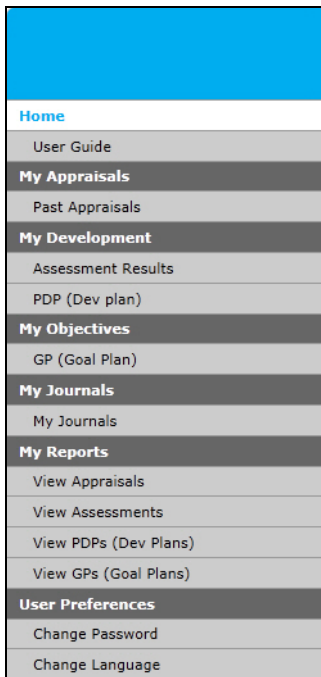 Home
User Guide
My Appraisals
Past Appraisals
My Development
Assessment Results
PDP (Dev plan)
My Objectives
GP (Goal Plan)
My Journals
My Journals
My Reports
View Appraisals
View Assessments
View PDPs (Dev Plans)
View GPs (Goal Plans)
User Preferences
Change Password
Change Language